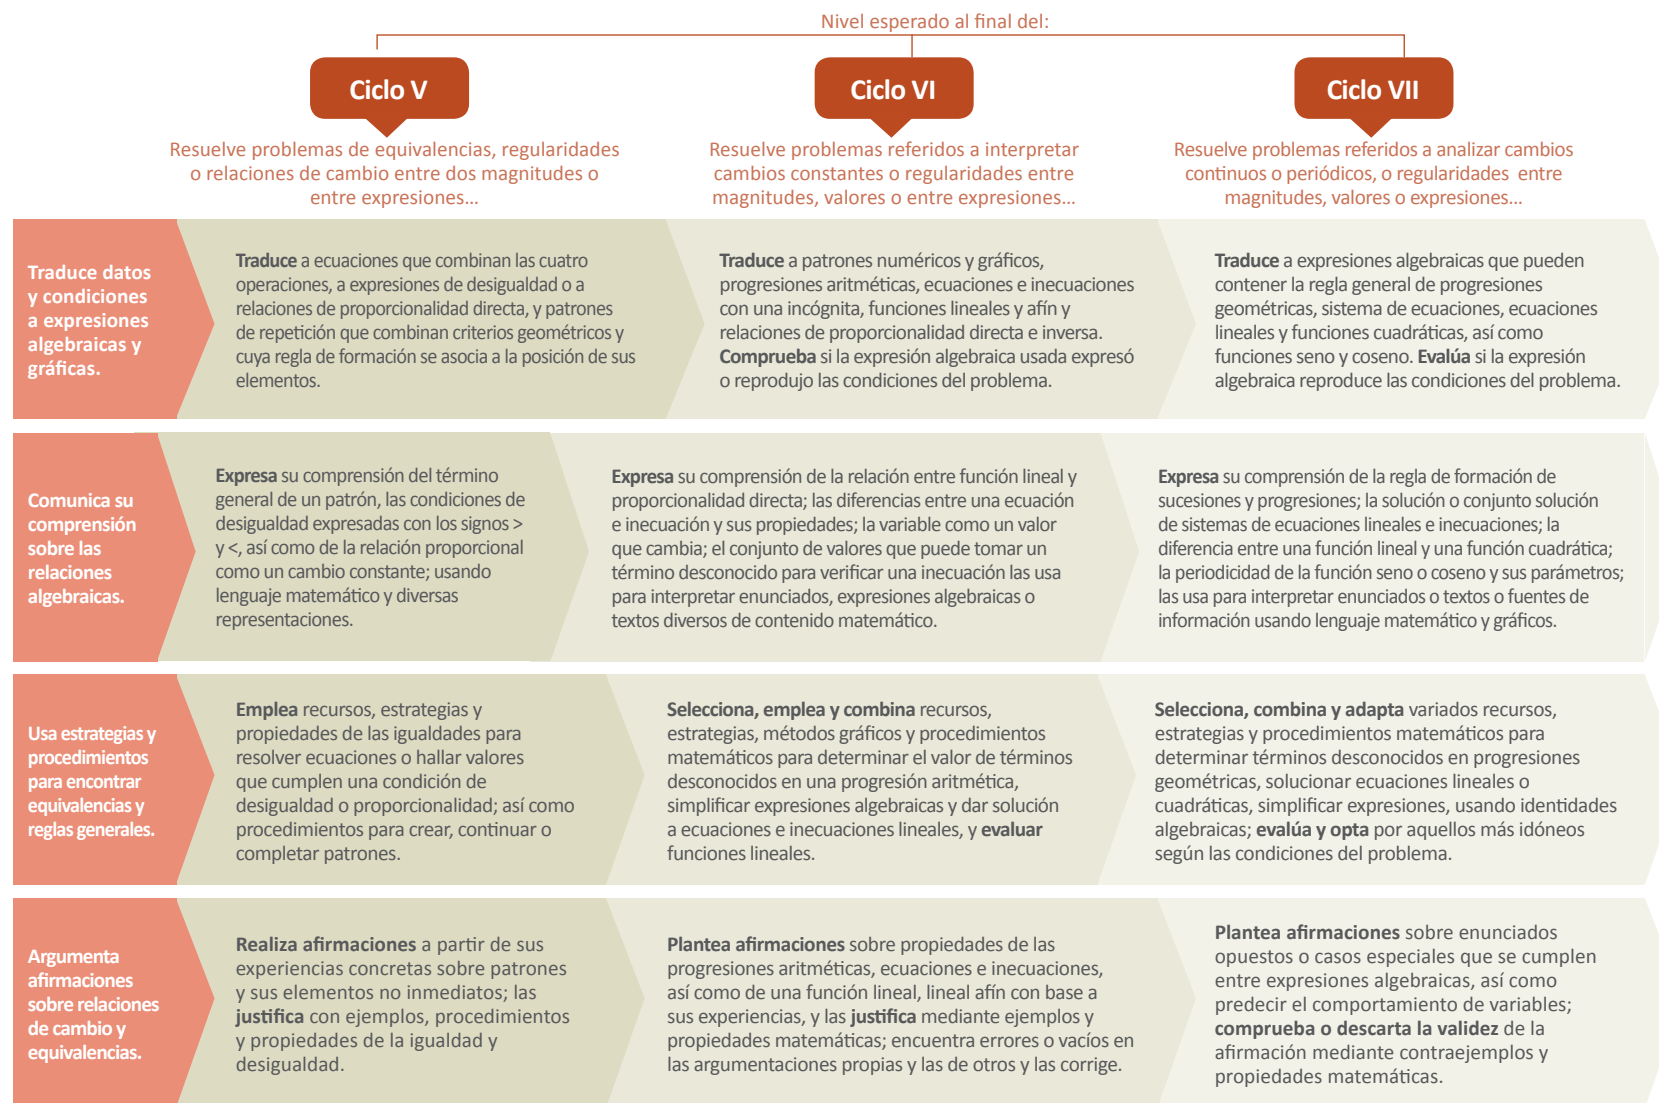 Nivel esperado al final del:
Ciclo V
Ciclo VI
Ciclo VII
Resuelve problemas de equivalencias, regularidades
o relaciones de cambio entre dos magnitudes o
entre expresiones...
Resuelve problemas referidos a interpretar
cambios constantes o regularidades entre
magnitudes, valores o entre expresiones...
Resuelve problemas referidos a analizar cambios
continuos o periódicos, o regularidades entre
magnitudes, valores o expresiones...
Traduce datos
y condiciones
a expresiones
algebraicas y
gráficas.
Traduce a ecuaciones que combinan las cuatro
operaciones, a expresiones de desigualdad o a
relaciones de proporcionalidad directa, y patrones
de repetición que combinan criterios geométricos y
cuya regla de formación se asocia a la posición de sus
elementos.
Traduce a patrones numéricos y gráficos,
progresiones aritméticas, ecuaciones e inecuaciones
con una incógnita, funciones lineales y afín y
relaciones de proporcionalidad directa e inversa.
Comprueba si la expresión algebraica usada expresó
o reprodujo las condiciones del problema.
Traduce a expresiones algebraicas que pueden
contener la regla general de progresiones
geométricas, sistema de ecuaciones, ecuaciones
lineales y funciones cuadráticas, así como
funciones seno y coseno. Evalúa si la expresión
algebraica reproduce las condiciones del problema.
Comunica su
comprensión
sobre las
relaciones
algebraicas.
Expresa su comprensión del término
general de un patrón, las condiciones de
desigualdad expresadas con los signos >
y <, así como de la relación proporcional
como un cambio constante; usando
lenguaje matemático y diversas
representaciones.
Expresa su comprensión de la relación entre función lineal y
proporcionalidad directa; las diferencias entre una ecuación
e inecuación y sus propiedades; la variable como un valor
que cambia; el conjunto de valores que puede tomar un
término desconocido para verificar una inecuación las usa
para interpretar enunciados, expresiones algebraicas o
textos diversos de contenido matemático.
Expresa su comprensión de la regla de formación de
sucesiones y progresiones; la solución o conjunto solución
de sistemas de ecuaciones lineales e inecuaciones; la
diferencia entre una función lineal y una función cuadrática;
la periodicidad de la función seno o coseno y sus parámetros;
las usa para interpretar enunciados o textos o fuentes de
información usando lenguaje matemático y gráficos.
Usa estrategias y
procedimientos
para encontrar
equivalencias y
reglas generales.
Emplea recursos, estrategias y
propiedades de las igualdades para
resolver ecuaciones o hallar valores
que cumplen una condición de
desigualdad o proporcionalidad; así como
procedimientos para crear, continuar o
completar patrones.
Selecciona, emplea y combina recursos,
estrategias, métodos gráficos y procedimientos
matemáticos para determinar el valor de términos
desconocidos en una progresión aritmética,
simplificar expresiones algebraicas y dar solución
a ecuaciones e inecuaciones lineales, y evaluar
funciones lineales.
Selecciona, combina y adapta variados recursos,
estrategias y procedimientos matemáticos para
determinar términos desconocidos en progresiones
geométricas, solucionar ecuaciones lineales o
cuadráticas, simplificar expresiones, usando identidades
algebraicas; evalúa y opta por aquellos más idóneos
según las condiciones del problema.
Argumenta
afirmaciones
sobre relaciones
de cambio y
equivalencias.
Realiza afirmaciones a partir de sus
experiencias concretas sobre patrones
y sus elementos no inmediatos; las
justifica con ejemplos, procedimientos
y propiedades de la igualdad y
desigualdad.
Plantea afirmaciones sobre propiedades de las
progresiones aritméticas, ecuaciones e inecuaciones,
así como de una función lineal, lineal afín con base a
sus experiencias, y las justifica mediante ejemplos y
propiedades matemáticas; encuentra errores o vacíos en
las argumentaciones propias y las de otros y las corrige.
Plantea afirmaciones sobre enunciados
opuestos o casos especiales que se cumplen
entre expresiones algebraicas, así como
predecir el comportamiento de variables;
comprueba o descarta la validez de la
afirmación mediante contraejemplos y
propiedades matemáticas.